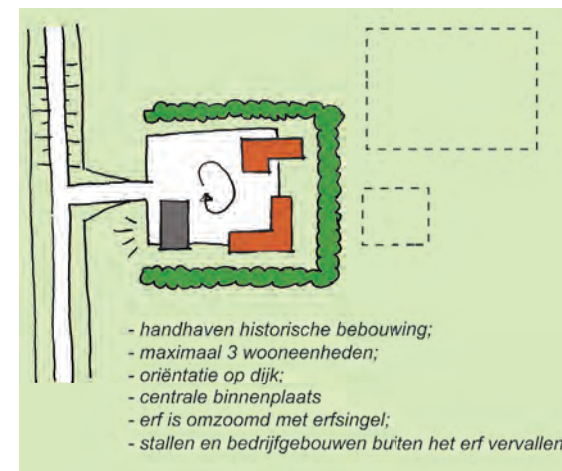 - handhaven historische bebouwing;
- maximaal 3 wooneenheden;
- oriëntatie op dijk;
- centrale binnenplaats
- erf is omzoomd met erfsingel;
- stallen en bedrijfgebouwen buiten het erf vervallen